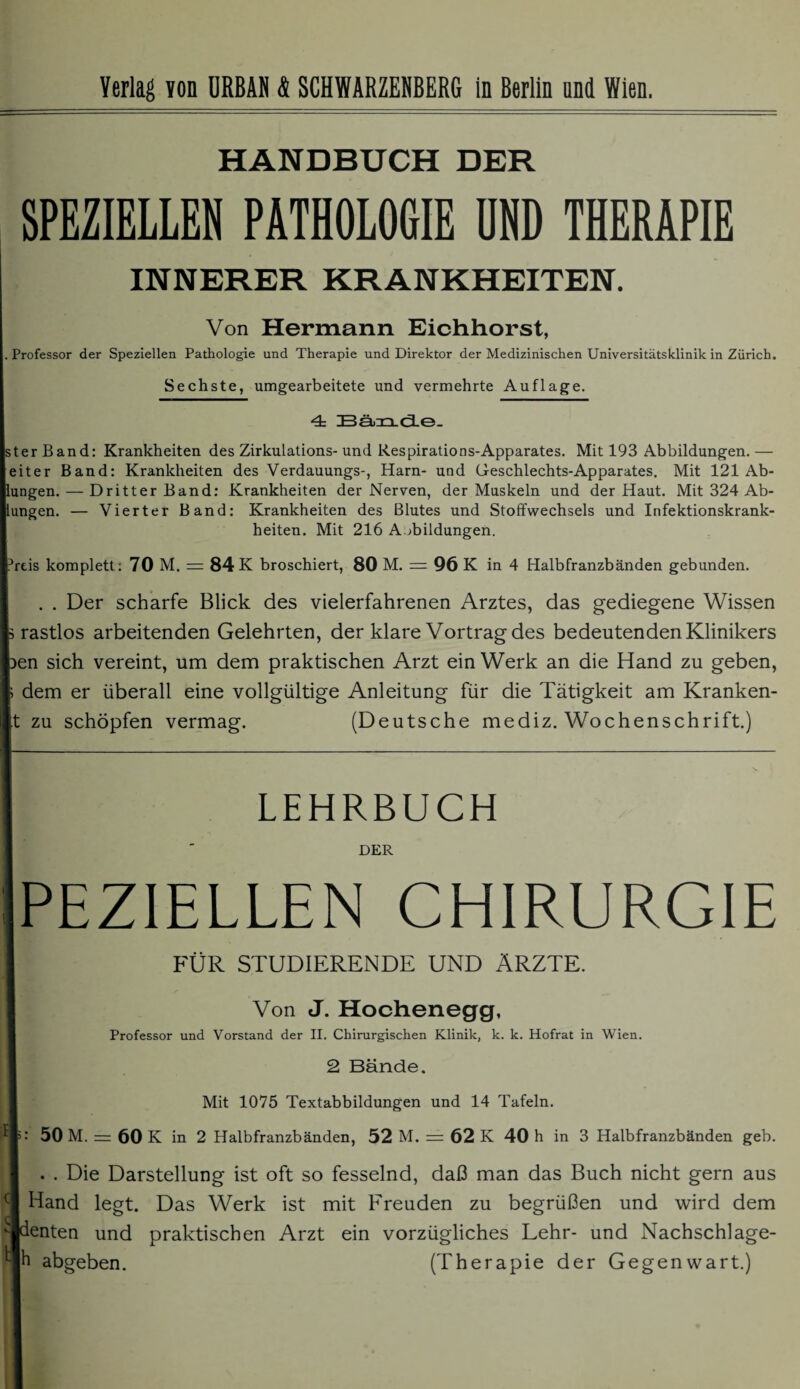 Verlag von URBAN & SCHWARZENBERG in Berlin und Wien.
HANDBUCH DER
SPEZIELLEN PATHOLOGIE UND THERAPIE
INNERER KRANKHEITEN.
Von Hermann Eichhorst,
. Professor der Speziellen Pathologie und Therapie und Direktor der Medizinischen Universitätsklinik in Zürich.
Sechste, umgearbeitete und vermehrte Auflage.
4 Bände.
ster Band: Krankheiten des Zirkulations- und Respirations-Apparates. Mit 193 Abbildungen. —
eiter Band: Krankheiten des Verdauungs-, Harn- und Geschlechts-Apparates. Mit 121 Ab-
lungen. — Dritter Band: Krankheiten der Nerven, der Muskeln und der Haut. Mit 324 Ab-
lungen. — Vierter Band: Krankheiten des Blutes und Stoffwechsels und Infektionskrank-
heiten. Mit 216 Abbildungen.
Preis komplett: 70 M. = 84 K broschiert, 80 M. = 96 K in 4 Halbfranzbänden gebunden.
. . Der scharfe Blick des vielerfahrenen Arztes, das gediegene Wissen
s rastlos arbeitenden Gelehrten, der klare Vortrag des bedeutenden Klinikers
ben sich vereint, um dem praktischen Arzt ein Werk an die Hand zu geben,
s dem er überall eine vollgültige Anleitung für die Tätigkeit am Kranken-
t zu schöpfen vermag. (Deutsche mediz. Wochenschrift.)
LEHRBUCH
DER
PEZIELLEN CHIRURGIE
FÜR STUDIERENDE UND ÄRZTE.
Von J. Hochenegg,
Professor und Vorstand der II. Chirurgischen Klinik, k. k. Hofrat in Wien.
2 Bände.
Mit 1075 Textabbildungen und 14 Tafeln.
: 50 M. = 60 K in 2 Halbfranzbänden, 52 M. = 62 K 40 h in 3 Halbfranzbänden geb.
. . Die Darstellung ist oft so fesselnd, daß man das Buch nicht gern aus
Hand legt. Das Werk ist mit Freuden zu begrüßen und wird dem
denten und praktischen Arzt ein vorzügliches Lehr- und Nachschlage-
h abgeben. (Therapie der Gegenwart.)